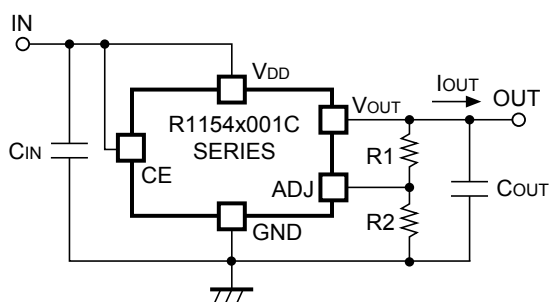 IN
VDD
IOUT
OUT
R1154x001C
SERIES
VOUT
CIN
CE
R1
ADJ
COUT
R2
GND